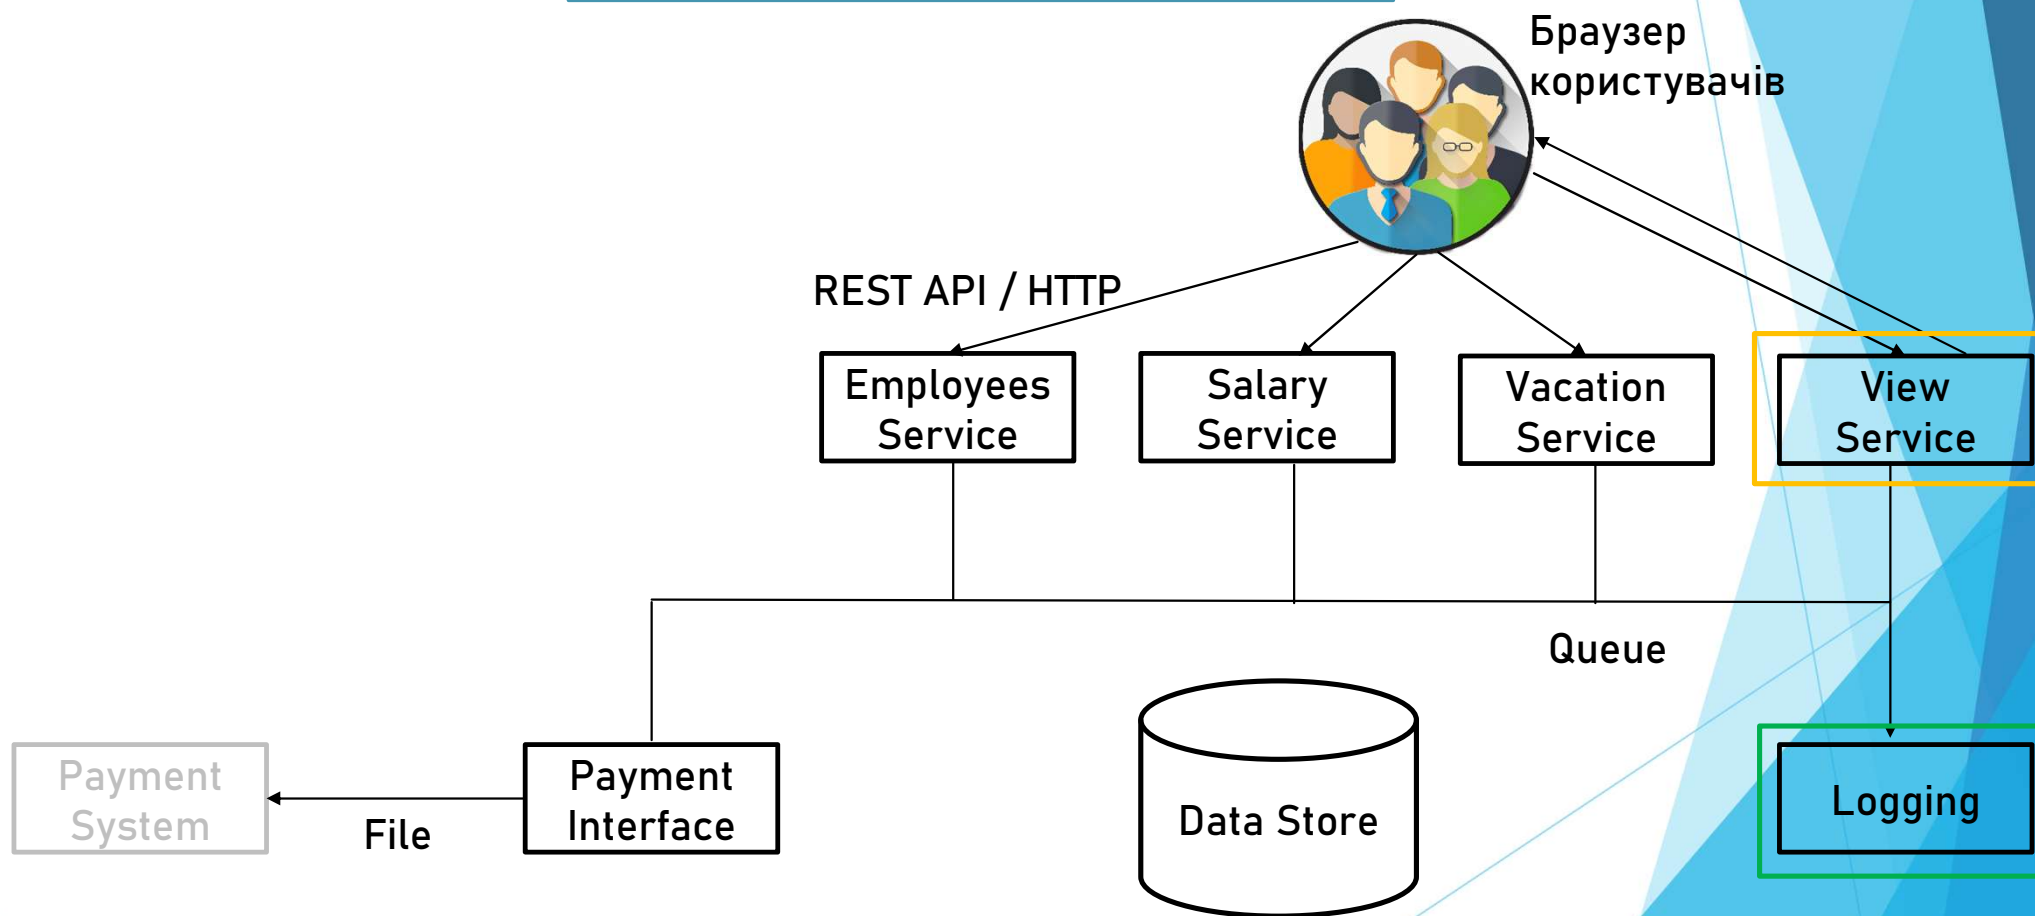 Браузер
користувачів
REST API / HTTP
Employees
Service
Salary
Service
Vacation
Service
View
Service
Queue
Payment
System
File
Payment
Interface
Data Store
Logging